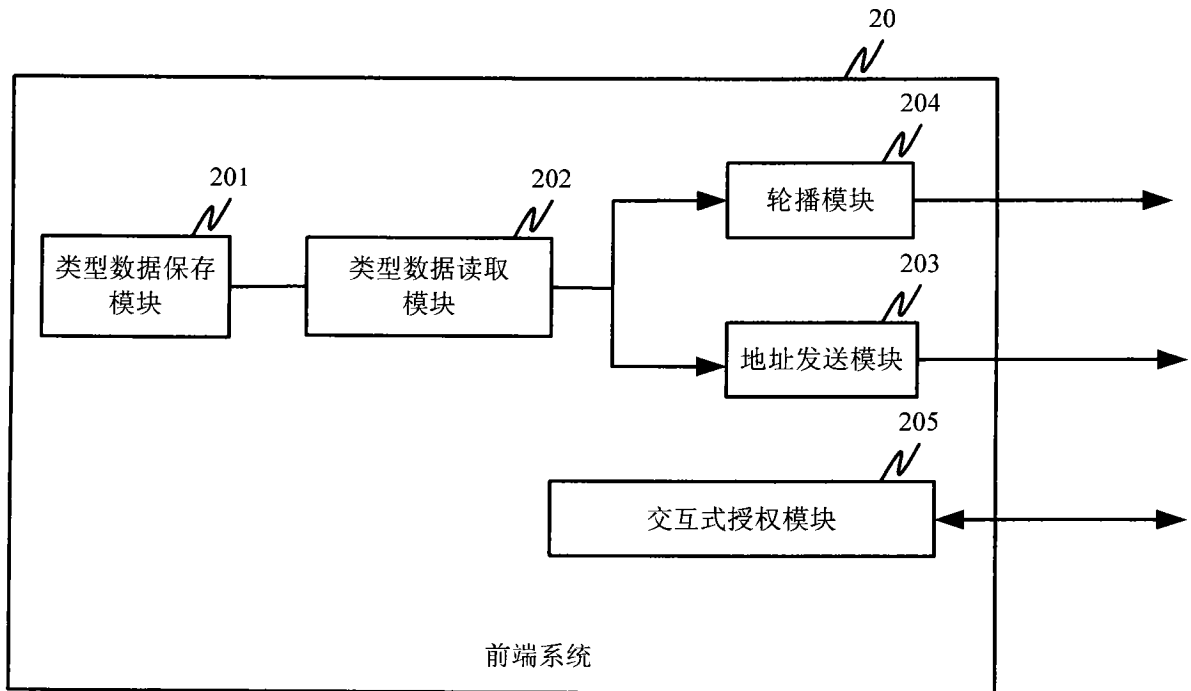 20
204
轮播模块
201
202
类型数据保存
模块
类型数据读取
模块
203
地址发送模块
205
交互式授权模块
前端系统